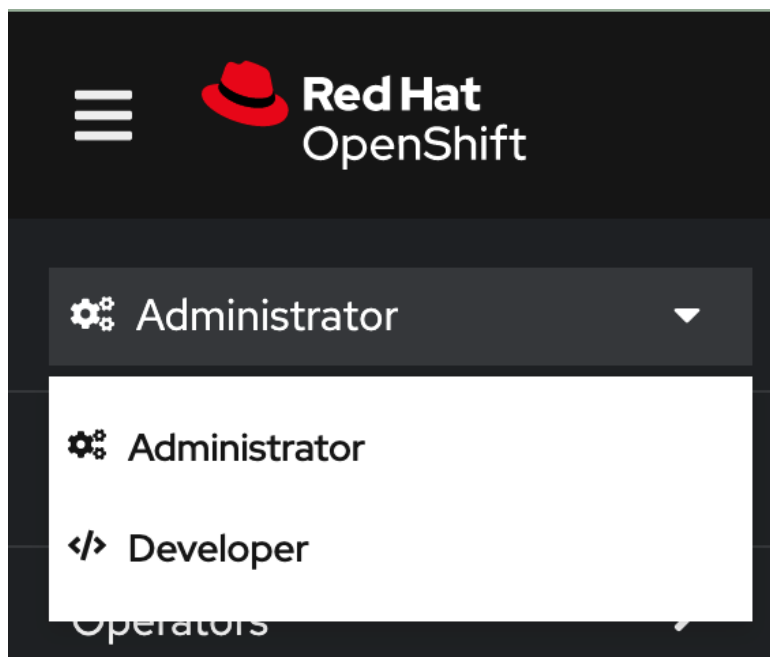 Red Hat
OpenShift
Administrator
Administrator
</> Developer
Operators